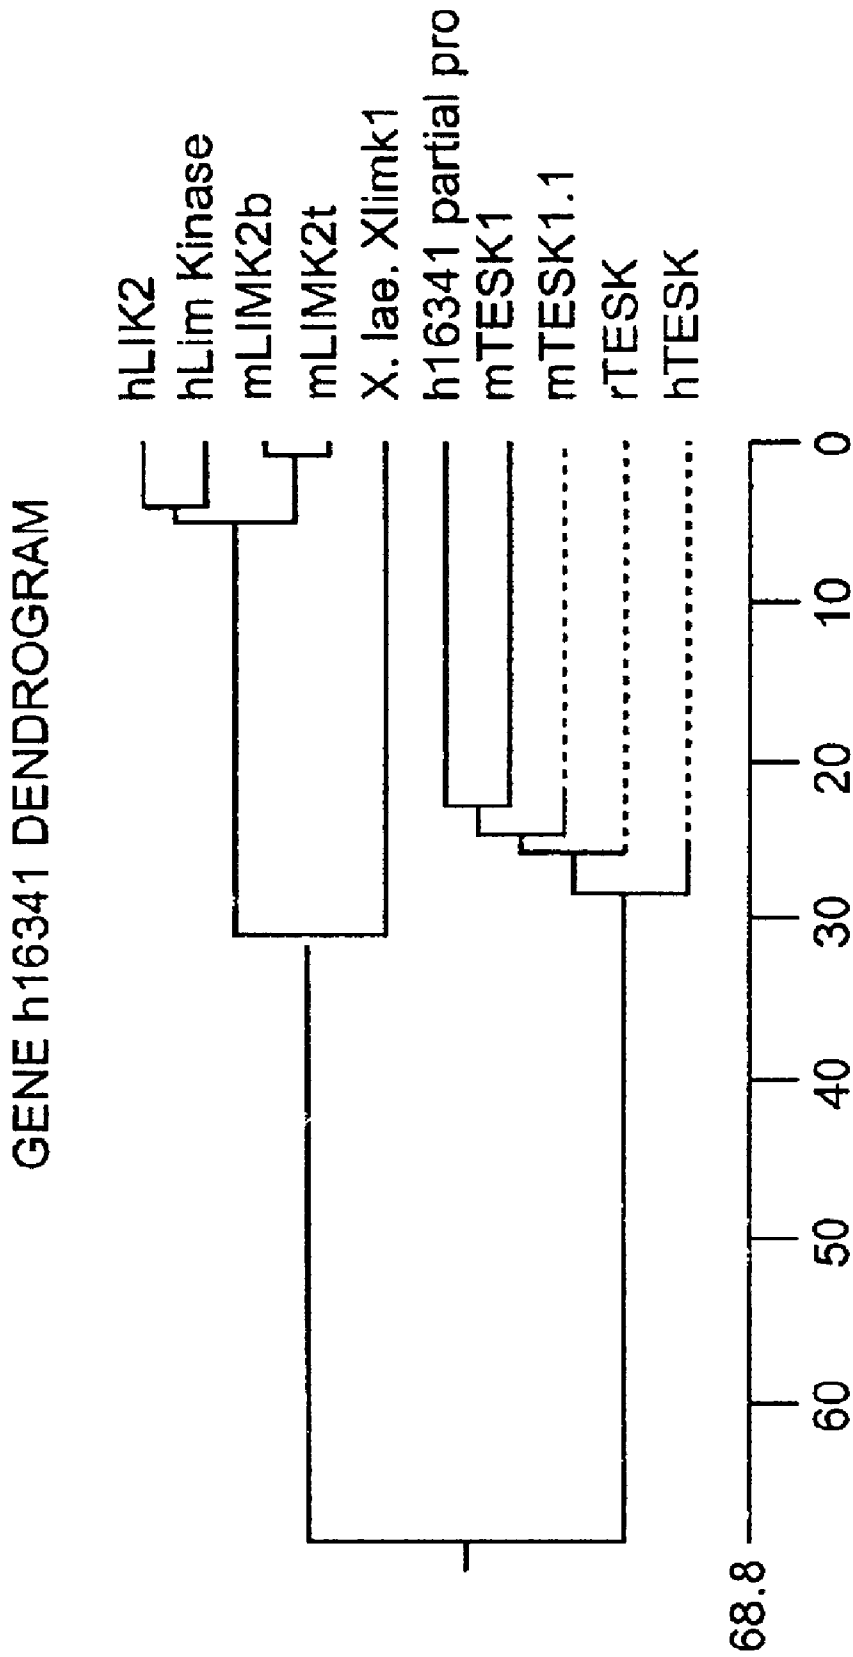 GENE h16341 DENDROGRAM
hLIK2
hLim Kinase
mLIMK2b
mLIMK2t
X. lae. Xlimk1
h16341 partial pro
mTESK1
mTESK1.1
rTESK
hTESK
68.8
60
50
40
30
20
10
0